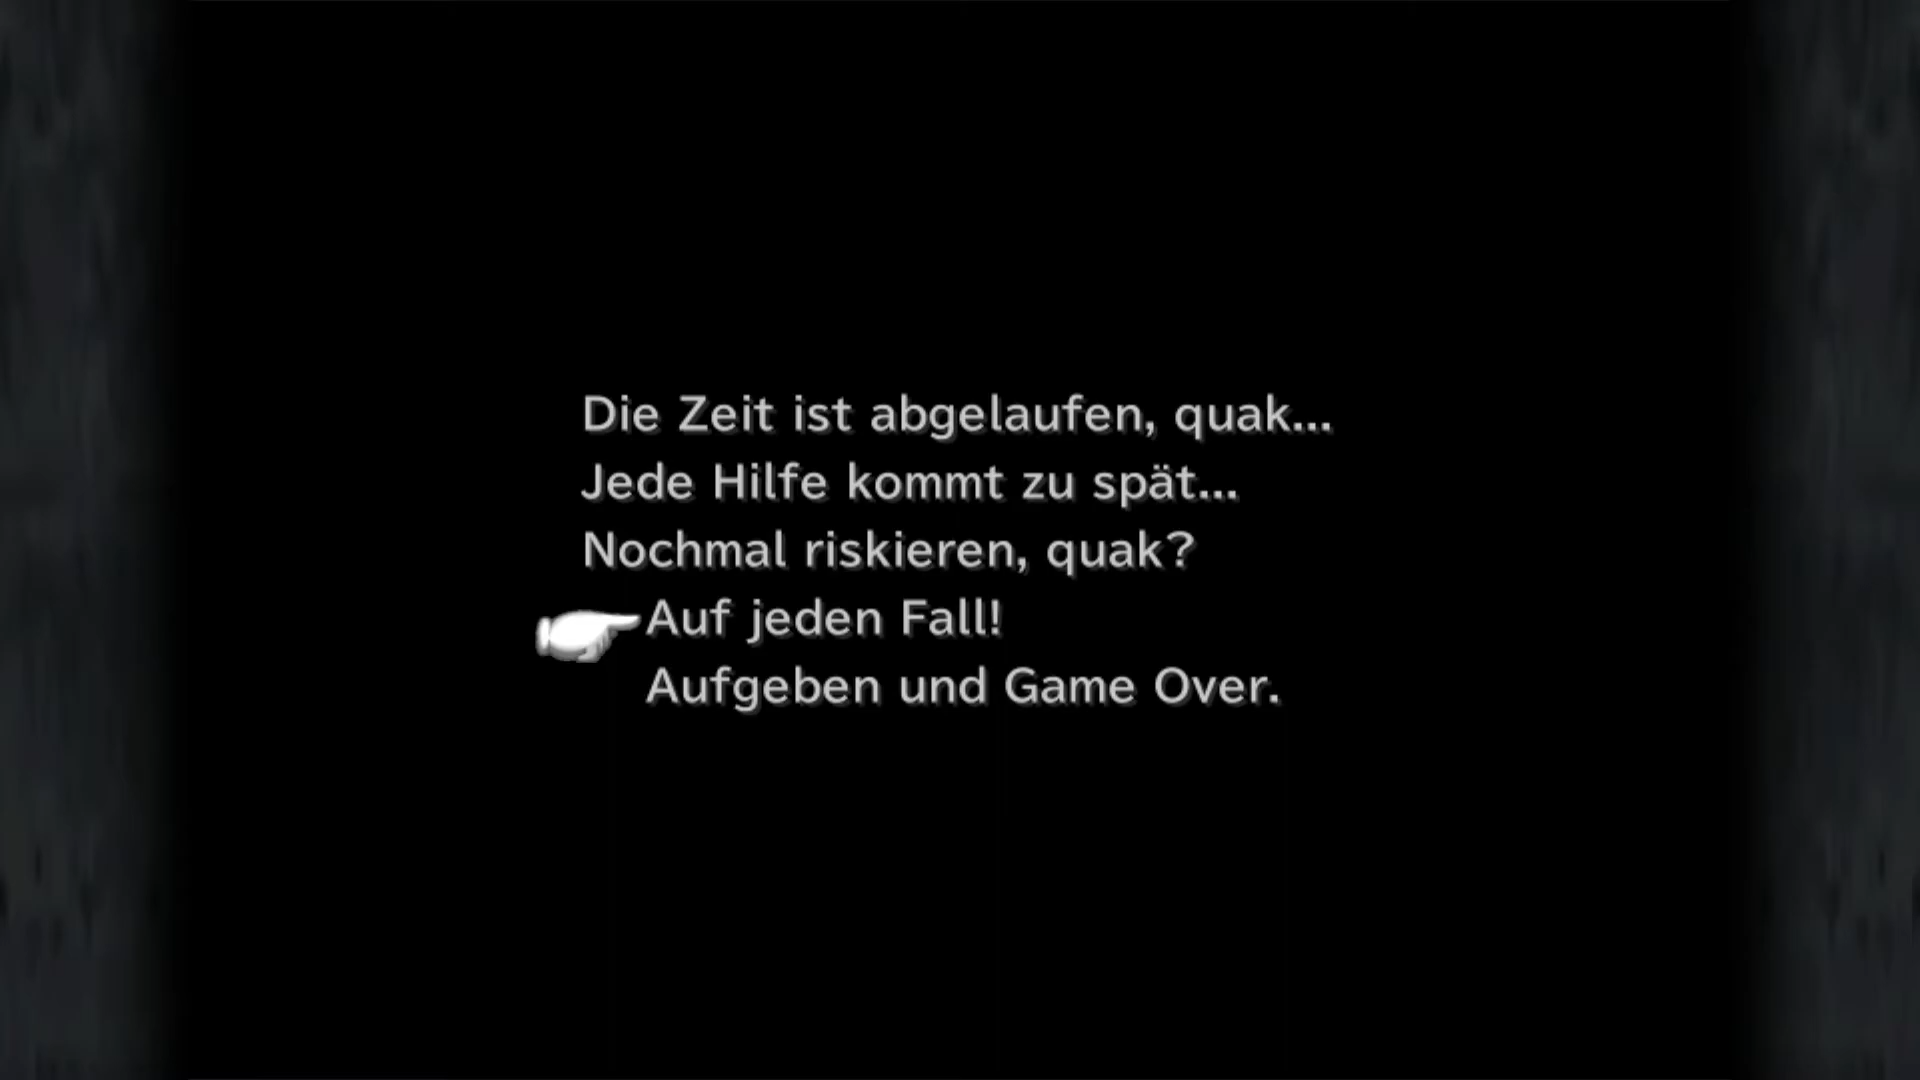 Die Zeit ist abgelaufen, quak...
Jede Hilfe kommt zu spät...
Nochmal riskieren, quak?
Auf jeden Fall!
Aufgeben und Game Over.